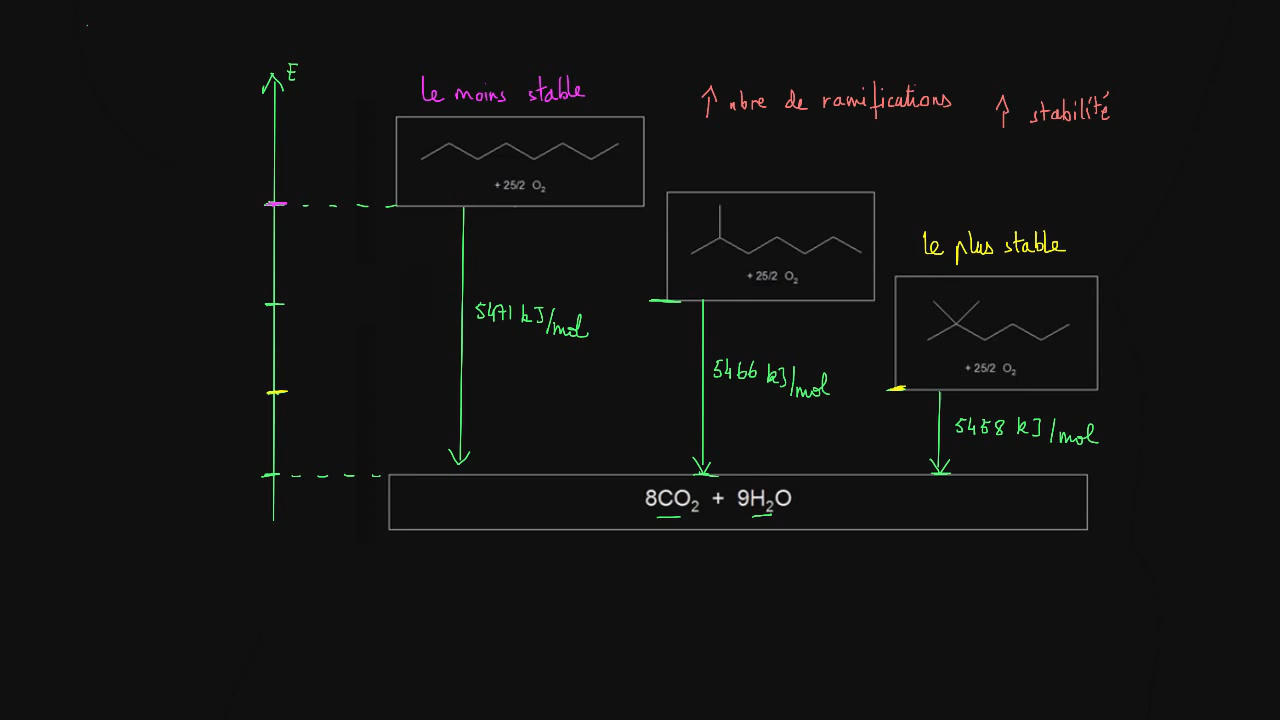 E
le moins stable
↑ nbre de ramifications ↑ stabilité
+ 25/2 O₂
le plus stable
+ 25/2 O₂
5471 kJ/mol
+ 25/2 O₂
5466 kJ/mol
5458 kJ/mol
8CO₂ + 9H₂O